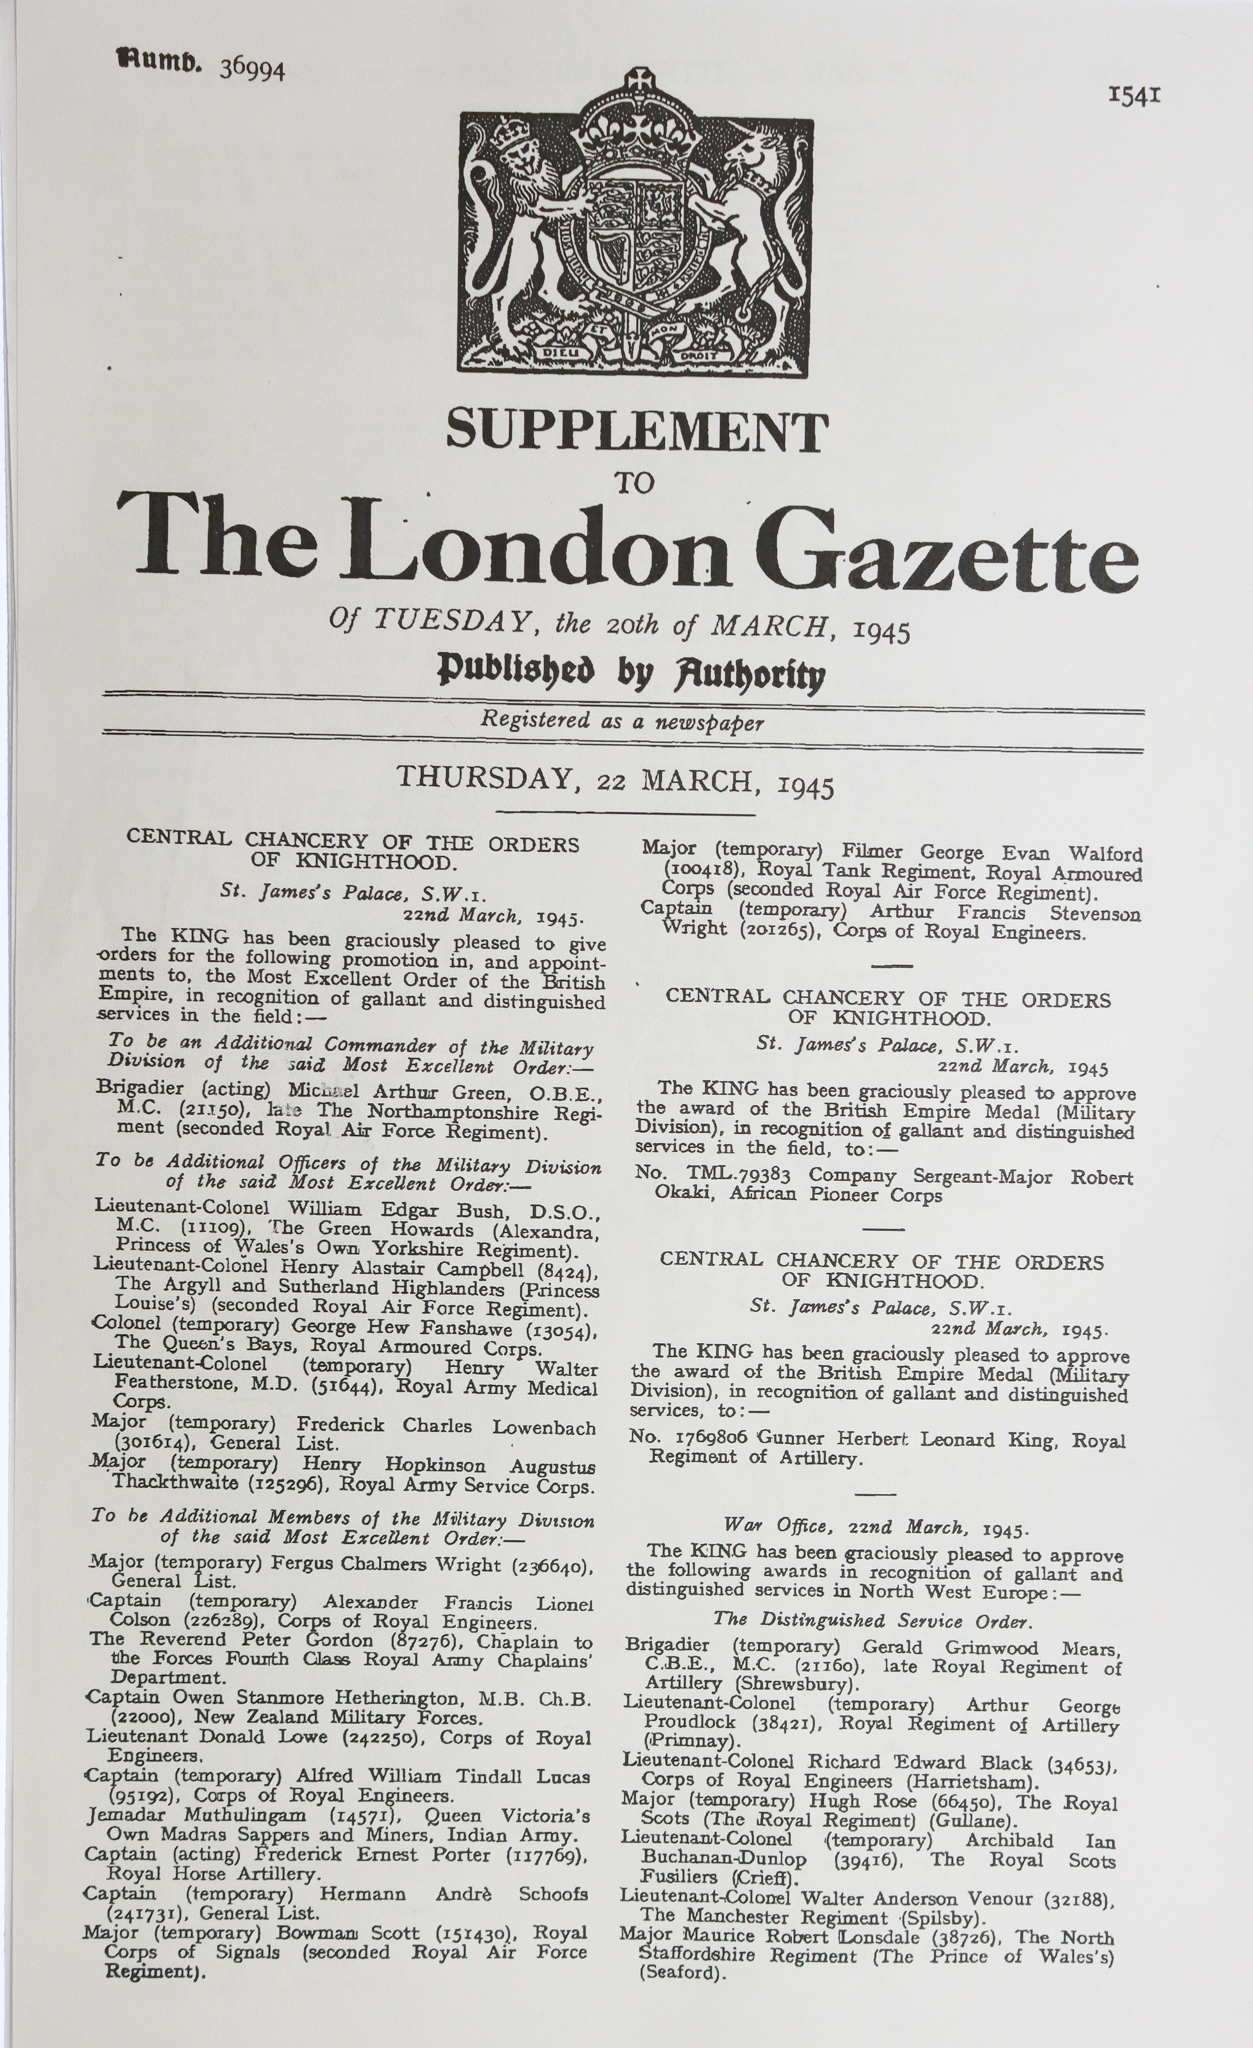 Numb. 36994
1541
DIEU ET MON DROIT
SUPPLEMENT
TO
The London Gazette
Of TUESDAY, the 20th of MARCH, 1945
Published by Authority
Registered as a newspaper
THURSDAY, 22 MARCH, 1945
CENTRAL CHANCERY OF THE ORDERS
OF KNIGHTHOOD.
St. James's Palace, S.W.1.
22nd March, 1945.
The KING has been graciously pleased to give
orders for the following promotion in, and appoint-
ments to, the Most Excellent Order of the British
Empire, in recognition of gallant and distinguished
services in the field:—
To be an Additional Commander of the Military
Division of the said Most Excellent Order:—
Brigadier (acting) Michael Arthur Green, O.B.E.,
M.C. (21150), late The Northamptonshire Regi-
ment (seconded Royal Air Force Regiment).
To be Additional Officers of the Military Division
of the said Most Excellent Order:—
Lieutenant-Colonel William Edgar Bush, D.S.O.,
M.C. (11109), The Green Howards (Alexandra,
Princess of Wales's Own Yorkshire Regiment).
Lieutenant-Colonel Henry Alastair Campbell (8424),
The Argyll and Sutherland Highlanders (Princess
Louise's) (seconded Royal Air Force Regiment).
Colonel (temporary) George Hew Fanshawe (13054),
The Queen's Bays, Royal Armoured Corps.
Lieutenant-Colonel (temporary) Henry Walter
Featherstone, M.D. (51644), Royal Army Medical
Corps.
Major (temporary) Frederick Charles Lowenbach
(301614), General List.
Major (temporary) Henry Hopkinson Augustus
Thackthwaite (125296), Royal Army Service Corps.
To be Additional Members of the Military Division
of the said Most Excellent Order:—
Major (temporary) Fergus Chalmers Wright (236640),
General List.
Captain (temporary) Alexander Francis Lionel
Colson (226289), Corps of Royal Engineers.
The Reverend Peter Gordon (87276), Chaplain to
the Forces Fourth Class Royal Army Chaplains'
Department.
Captain Owen Stanmore Hetherington, M.B. Ch.B.
(22000), New Zealand Military Forces.
Lieutenant Donald Lowe (242250), Corps of Royal
Engineers.
Captain (temporary) Alfred William Tindall Lucas
(95192), Corps of Royal Engineers.
Jemadar Muthulingam (14571), Queen Victoria's
Own Madras Sappers and Miners, Indian Army.
Captain (acting) Frederick Ernest Porter (117769),
Royal Horse Artillery.
Captain (temporary) Hermann Andrè Schoofs
(241731), General List.
Major (temporary) Bowman Scott (151430), Royal
Corps of Signals (seconded Royal Air Force
Regiment).
Major (temporary) Filmer George Evan Walford
(100418), Royal Tank Regiment, Royal Armoured
Corps (seconded Royal Air Force Regiment).
Captain (temporary) Arthur Francis Stevenson
Wright (201265), Corps of Royal Engineers.
CENTRAL CHANCERY OF THE ORDERS
OF KNIGHTHOOD.
St. James's Palace, S.W.1.
22nd March, 1945
The KING has been graciously pleased to approve
the award of the British Empire Medal (Military
Division), in recognition of gallant and distinguished
services in the field, to:—
No. TML.79383 Company Sergeant-Major Robert
Okaki, African Pioneer Corps
CENTRAL CHANCERY OF THE ORDERS
OF KNIGHTHOOD.
St. James's Palace, S.W.1.
22nd March, 1945.
The KING has been graciously pleased to approve
the award of the British Empire Medal (Military
Division), in recognition of gallant and distinguished
services, to:—
No. 1769806 Gunner Herbert Leonard King, Royal
Regiment of Artillery.
War Office, 22nd March, 1945.
The KING has been graciously pleased to approve
the following awards in recognition of gallant and
distinguished services in North West Europe:—
The Distinguished Service Order.
Brigadier (temporary) Gerald Grimwood Mears,
C.B.E., M.C. (21160), late Royal Regiment of
Artillery (Shrewsbury).
Lieutenant-Colonel (temporary) Arthur George
Proudlock (38421), Royal Regiment of Artillery
(Primnay).
Lieutenant-Colonel Richard Edward Black (34653),
Corps of Royal Engineers (Harrietsham).
Major (temporary) Hugh Rose (66450), The Royal
Scots (The Royal Regiment) (Gullane).
Lieutenant-Colonel (temporary) Archibald Ian
Buchanan-Dunlop (39416), The Royal Scots
Fusiliers (Crieff).
Lieutenant-Colonel Walter Anderson Venour (32188),
The Manchester Regiment (Spilsby).
Major Maurice Robert Lonsdale (38726), The North
Staffordshire Regiment (The Prince of Wales's)
(Seaford).